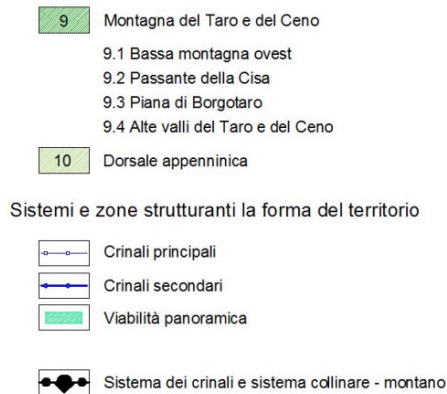 9 Montagna del Taro e del Ceno
9.1 Bassa montagna ovest
9.2 Passante della Cisa
9.3 Piana di Borgotaro
9.4 Alte valli del Taro e del Ceno
10 Dorsale appenninica
Sistemi e zone strutturanti la forma del territorio
Crinali principali
Crinali secondari
Viabilità panoramica
Sistema dei crinali e sistema collinare - montano